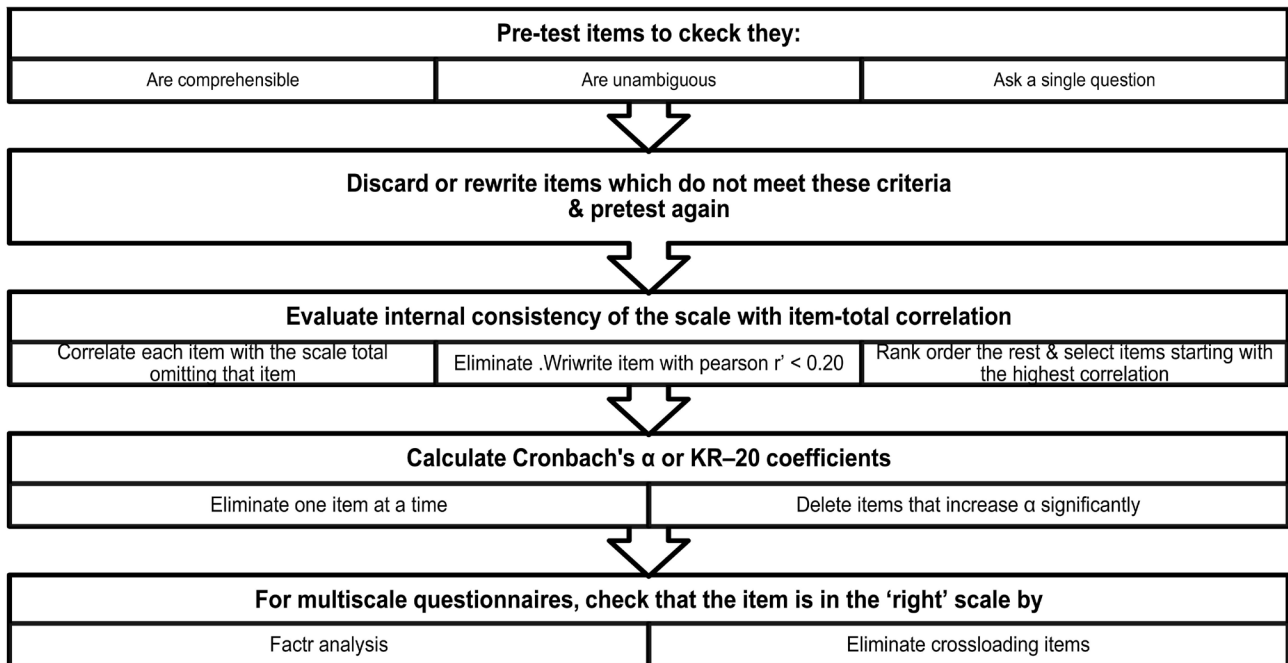 Pre-test items to ckeck they:
Are comprehensible
Are unambiguous
Ask a single question
Discard or rewrite items which do not meet these criteria
& pretest again
Evaluate internal consistency of the scale with item-total correlation
Correlate each item with the scale total
omitting that item
Eliminate .Wriwrite item with pearson r’ < 0.20
Rank order the rest & select items starting with
the highest correlation
Calculate Cronbach's α or KR–20 coefficients
Eliminate one item at a time
Delete items that increase α significantly
For multiscale questionnaires, check that the item is in the ‘right’ scale by
Factr analysis
Eliminate crossloading items